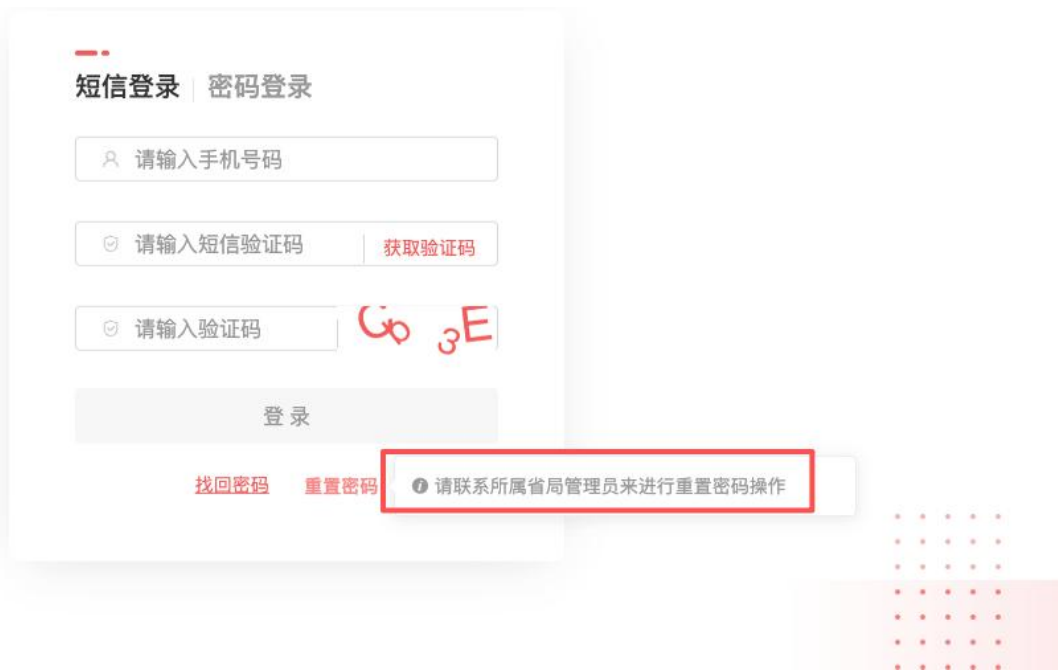 短信登录 密码登录
请输入手机号码
请输入短信验证码 获取验证码
请输入验证码 3E
登 录
找回密码 重置密码 请联系所属省局管理员来进行重置密码操作